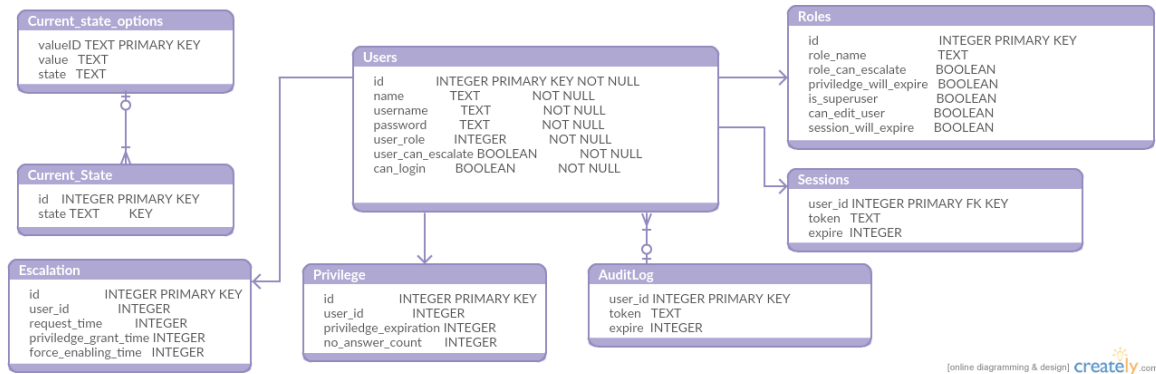 Current_state_options
valueID TEXT PRIMARY KEY
value TEXT
state TEXT
Current_State
id INTEGER PRIMARY KEY
state TEXT KEY
Escalation
id INTEGER PRIMARY KEY
user_id INTEGER
request_time INTEGER
priviledge_grant_time INTEGER
force_enabling_time INTEGER
Users
id INTEGER PRIMARY KEY NOT NULL
name TEXT NOT NULL
username TEXT NOT NULL
password TEXT NOT NULL
user_role INTEGER NOT NULL
user_can_escalate BOOLEAN NOT NULL
can_login BOOLEAN NOT NULL
Privilege
id INTEGER PRIMARY KEY
user_id INTEGER
priviledge_expiration INTEGER
no_answer_count INTEGER
AuditLog
user_id INTEGER PRIMARY KEY
token TEXT
expire INTEGER
Roles
id INTEGER PRIMARY KEY
role_name TEXT
role_can_escalate BOOLEAN
priviledge_will_expire BOOLEAN
is_superuser BOOLEAN
can_edit_user BOOLEAN
session_will_expire BOOLEAN
Sessions
user_id INTEGER PRIMARY FK KEY
token TEXT
expire INTEGER
[online diagramming & design] creately.com